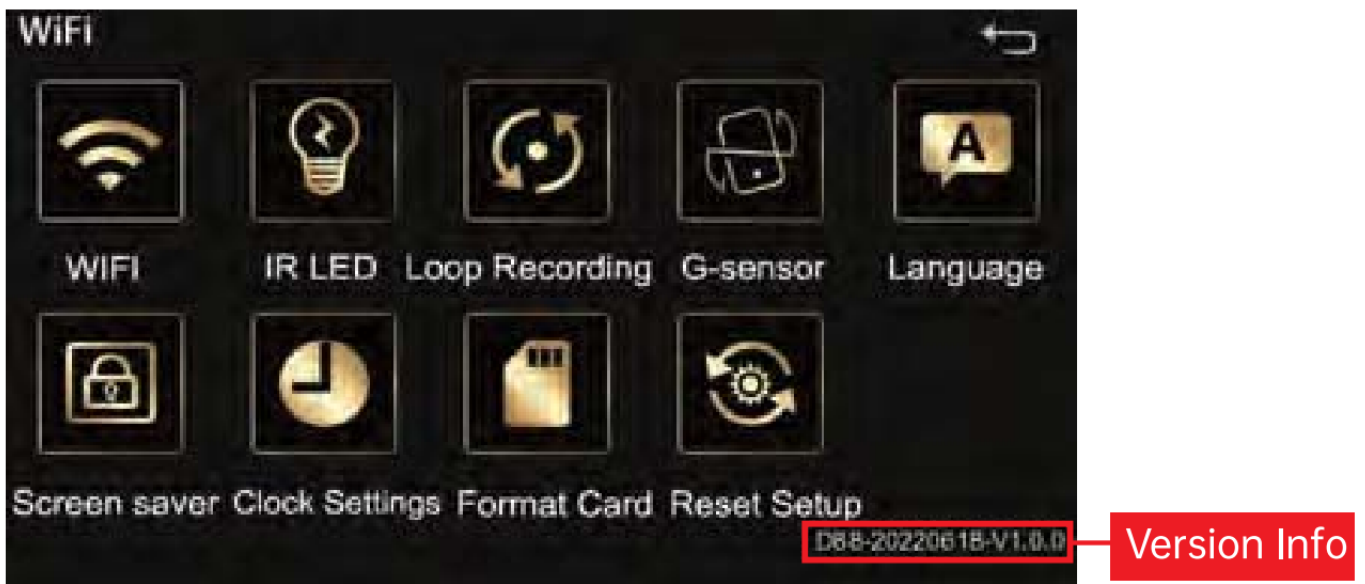 WiFi
A
WIFI IR LED Loop Recording G-sensor Language
Screen saver Clock Settings Format Card Reset Setup
D88-20220618-V1.0.0
Version Info